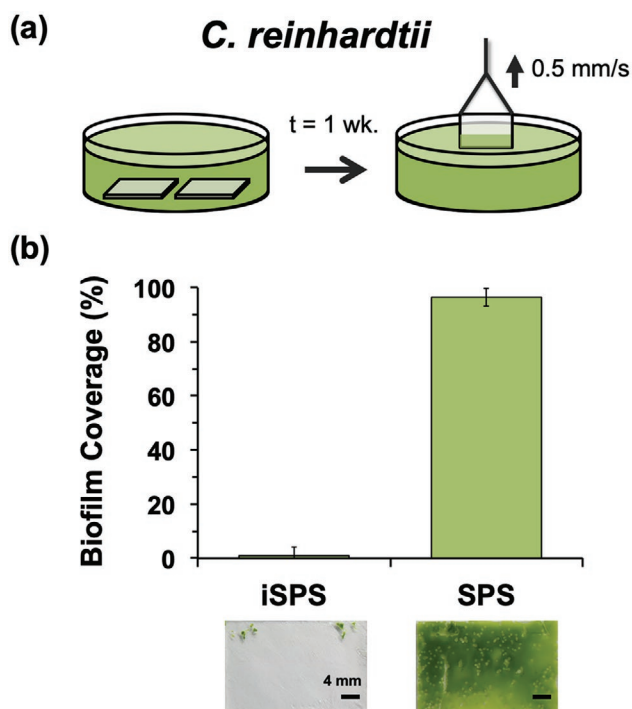 (a)
C. reinhardtii
0.5 mm/s
t = 1 wk.
(b)
Biofilm Coverage (%)
100
80
60
40
20
0
iSPS
SPS
4 mm